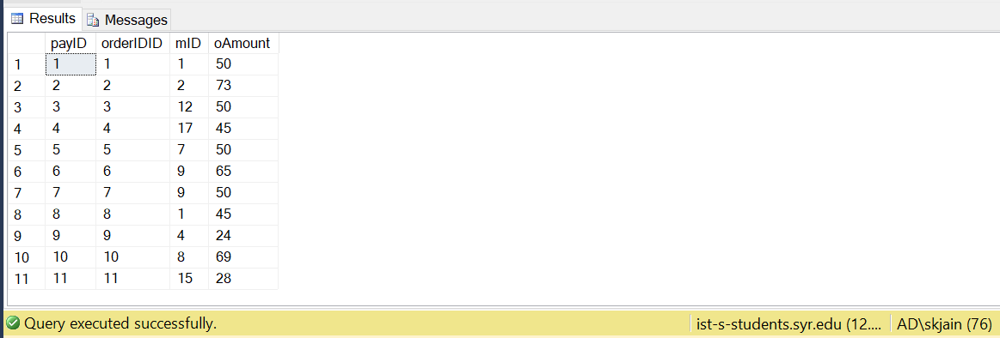 Results Messages
payID orderIDID mID oAmount
1 1 1 1 50
2 2 2 2 73
3 3 3 12 50
4 4 4 17 45
5 5 5 7 50
6 6 6 9 65
7 7 7 9 50
8 8 8 1 45
9 9 9 4 24
10 10 10 8 69
11 11 11 15 28
Query executed successfully. ist-s-students.syr.edu (12.... AD\skjain (76)